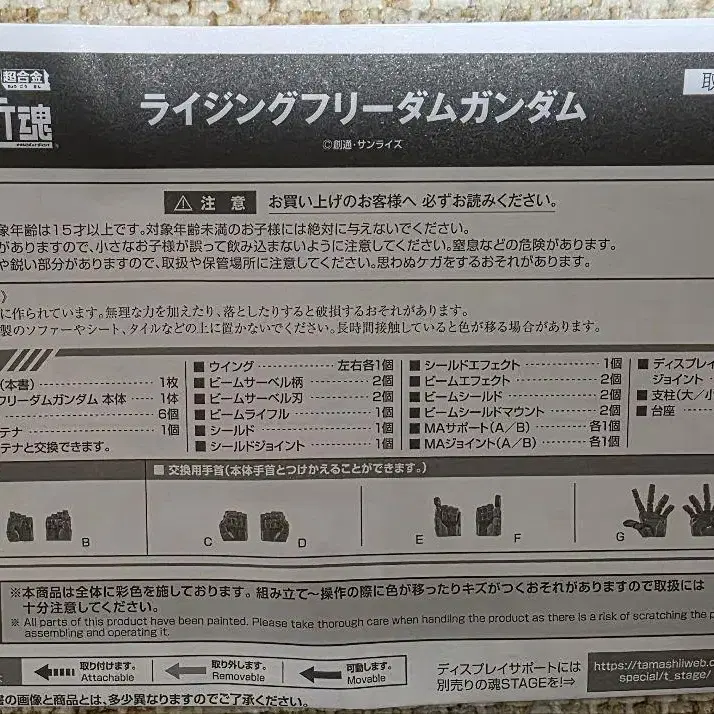 超合金
ちょうごうきん
魂
ライジングフリーダムガンダム
©創通・サンライズ
⚠ 注 意 お買い上げのお客様へ 必ずお読みください。
象年齢は15才以上です。対象年齢未満のお子様には絶対に与えないでください。
がありますので、小さなお子様が誤って飲み込まないように注意してください。窒息などの危険があります。
や鋭い部分がありますので、取扱や保管場所に注意してください。思わぬケガをするおそれがあります。
》
に作られています。無理な力を加えたり、落としたりすると破損するおそれがあります。
製のソファーやシート、タイルなどの上に置かないでください。長時間接触していると色が移る場合があります。
(本書) 1枚
フリーダムガンダム 本体 1体
6個
テナ 1個
テナと交換できます。
■ ウイング 左右各1個
■ ビームサーベル柄 2個
■ ビームサーベル刃 2個
■ ビームライフル 1個
■ シールド 1個
■ シールドジョイント 1個
■ シールドエフェクト 1個
■ ビームエフェクト 2個
■ ビームシールド 2個
■ ビームシールドマウント 2個
■ MAサポート(A/B) 各1個
■ MAジョイント(A/B) 各1個
■ ディスプレイ
ジョイント
■ 支柱(大/小
■ 台座
■ 交換用手首(本体手首とつけかえることができます。)
B
C
D
E
F
G
※本商品は全体に彩色を施しております。組み立て〜操作の際に色が移ったりキズがつくおそれがありますので取扱には
十分注意してください。
※ All parts of this product have been painted. Please take thorough care when handling the product as there is a risk of scratching the p
assembling and operating it.
取り付けます。
Attachable
取り外します。
Removable
可動します。
Movable
ディスプレイサポートには
別売りの魂STAGEを!⇒
https://tamashiiweb.c
special/t_stage/
書の画像と商品とは、多少異なりますのでご了承ください。